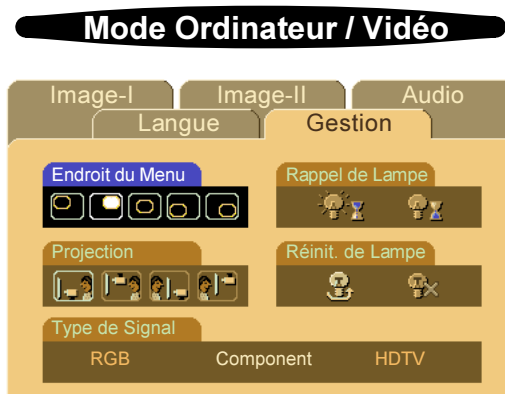 Mode Ordinateur / Vidéo
Image-I Image-II Audio
Langue Gestion
Endroit du Menu Rappel de Lampe
Projection Réinit. de Lampe
Type de Signal
RGB Component HDTV